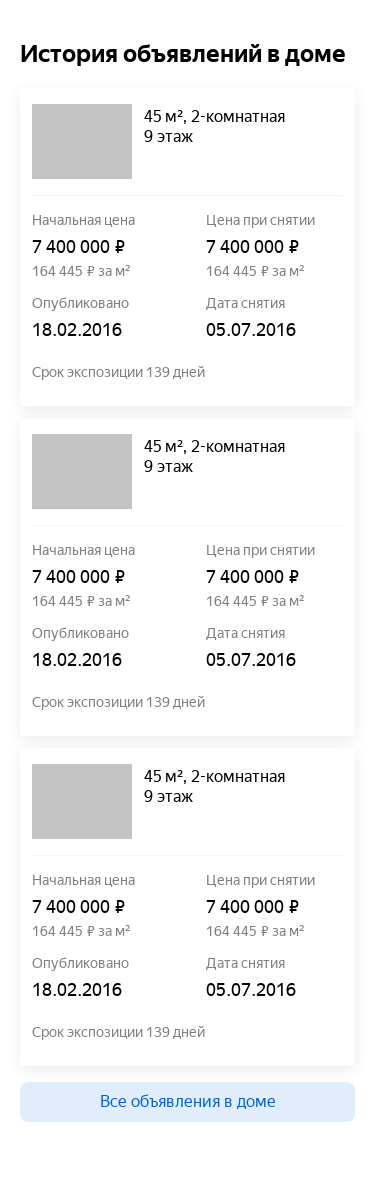 История объявлений в доме
45 м², 2-комнатная
9 этаж
Начальная цена Цена при снятии
7 400 000 ₽ 7 400 000 ₽
164 445 ₽ за м² 164 445 ₽ за м²
Опубликовано Дата снятия
18.02.2016 05.07.2016
Срок экспозиции 139 дней
45 м², 2-комнатная
9 этаж
Начальная цена Цена при снятии
7 400 000 ₽ 7 400 000 ₽
164 445 ₽ за м² 164 445 ₽ за м²
Опубликовано Дата снятия
18.02.2016 05.07.2016
Срок экспозиции 139 дней
45 м², 2-комнатная
9 этаж
Начальная цена Цена при снятии
7 400 000 ₽ 7 400 000 ₽
164 445 ₽ за м² 164 445 ₽ за м²
Опубликовано Дата снятия
18.02.2016 05.07.2016
Срок экспозиции 139 дней
Все объявления в доме